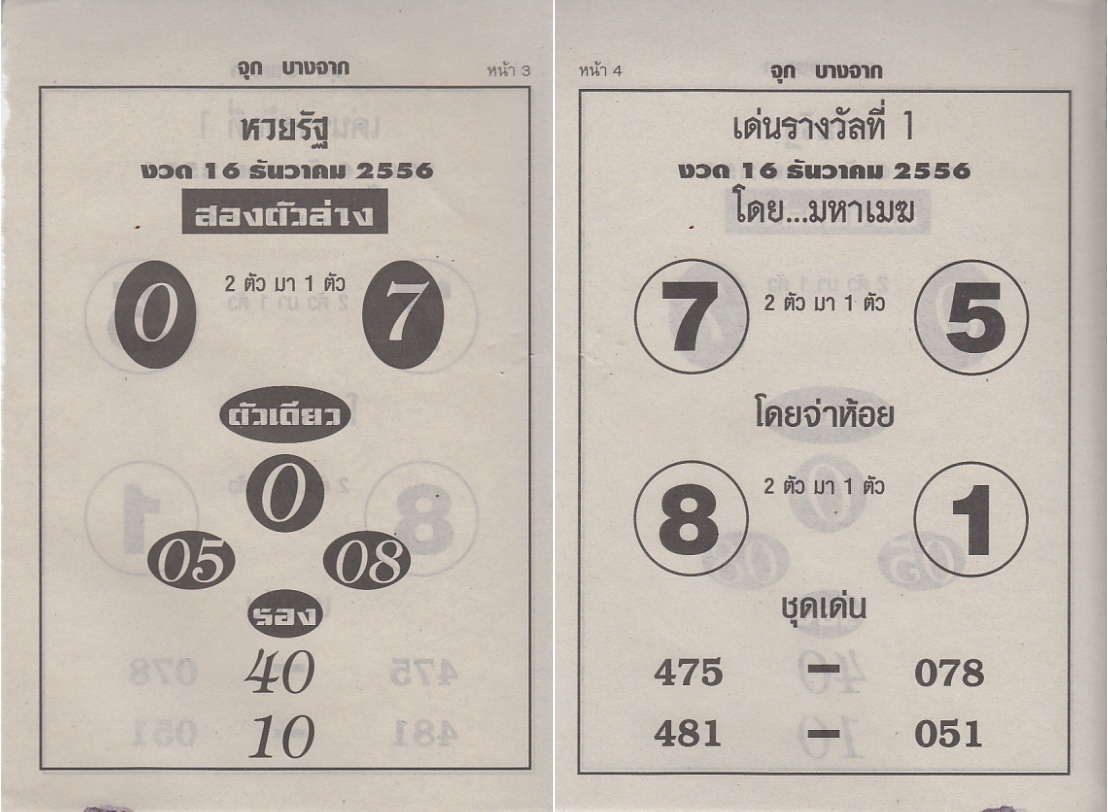 จุก บางจาก
หน้า 3
หวยรัฐ
งวด 16 ธันวาคม 2556
สองตัวล่าง
0 2 ตัว มา 1 ตัว 7
ตัวเดียว
0
05 08
รอง
40
10
หน้า 4
จุก บางจาก
เด่นรางวัลที่ 1
งวด 16 ธันวาคม 2556
โดย...มหาเมฆ
7 2 ตัว มา 1 ตัว 5
โดยจ่าห้อย
8 2 ตัว มา 1 ตัว 1
ชุดเด่น
475 — 078
481 — 051